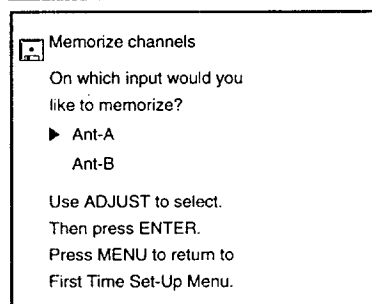 Memorize channels
On which input would you
like to memorize?
▶ Ant-A
Ant-B
Use ADJUST to select.
Then press ENTER.
Press MENU to return to
First Time Set-Up Menu.